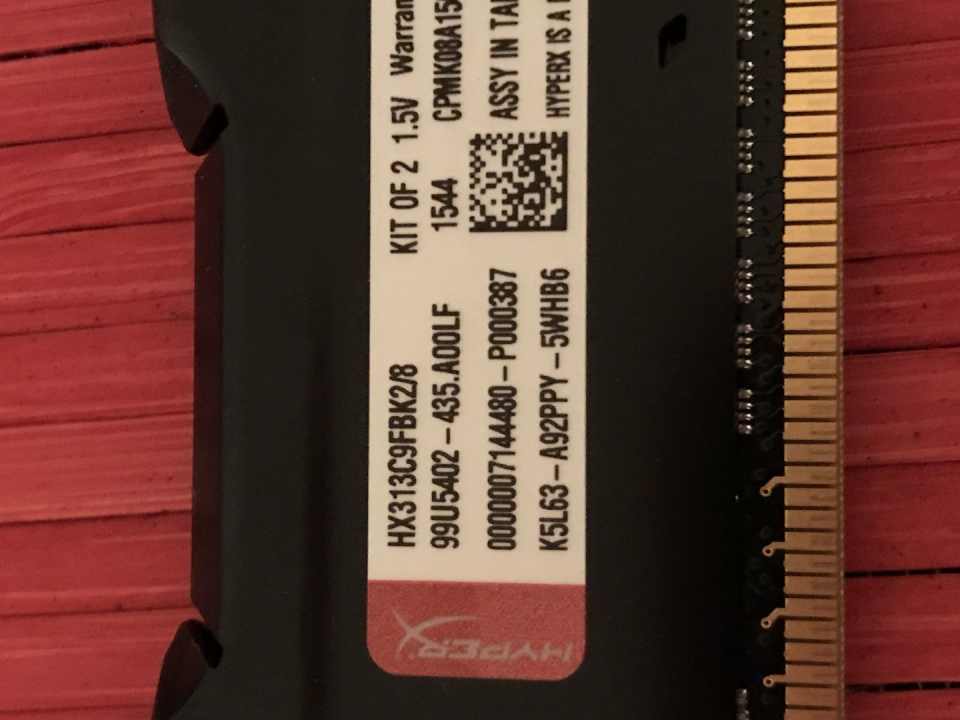 HX313C9FBK2/8 KIT OF 2 1.5V
99U5402-435.A00LF 1544
0000007144480-P000387 ASSY IN
K5L63-A92PPY-5WHB6 HYPERX IS A
HYPERX